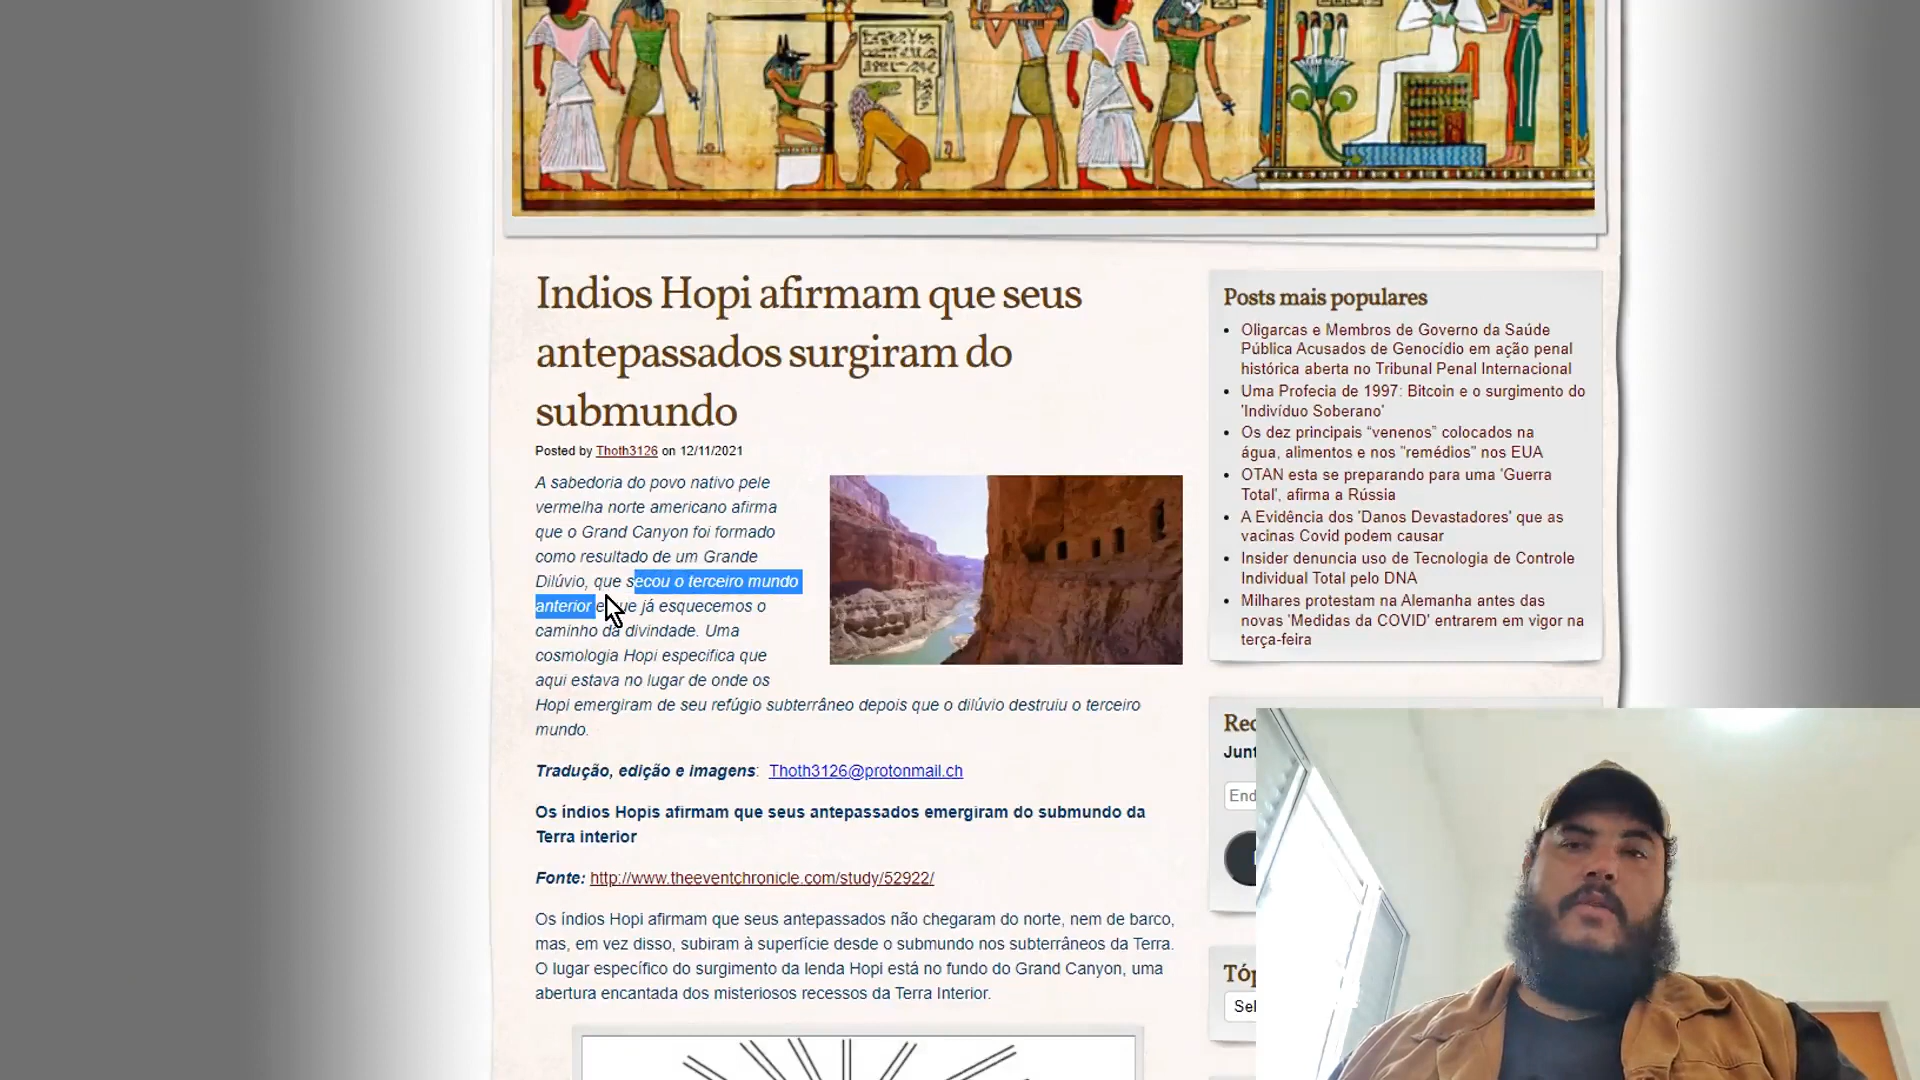 Indios Hopi afirmam que seus
antepassados surgiram do
submundo
Posted by Thoth3126 on 12/11/2021
A sabedoria do povo nativo pele
vermelha norte americano afirma
que o Grand Canyon foi formado
como resultado de um Grande
Dilúvio, que secou o terceiro mundo
anterior e que já esquecemos o
caminho da divindade. Uma
cosmologia Hopi especifica que
aqui estava no lugar de onde os
Hopi emergiram de seu refúgio subterrâneo depois que o dilúvio destruiu o terceiro
mundo.
Tradução, edição e imagens: Thoth3126@protonmail.ch
Os índios Hopis afirmam que seus antepassados emergiram do submundo da
Terra interior
Fonte: http://www.theeventchronicle.com/study/52922/
Os índios Hopi afirmam que seus antepassados não chegaram do norte, nem de barco,
mas, em vez disso, subiram à superfície desde o submundo nos subterrâneos da Terra.
O lugar específico do surgimento da lenda Hopi está no fundo do Grand Canyon, uma
abertura encantada dos misteriosos recessos da Terra Interior.
Posts mais populares
Oligarcas e Membros de Governo da Saúde
Pública Acusados de Genocídio em ação penal
histórica aberta no Tribunal Penal Internacional
Uma Profecia de 1997: Bitcoin e o surgimento do
'Indivíduo Soberano'
Os dez principais “venenos” colocados na
água, alimentos e nos "remédios" nos EUA
OTAN esta se preparando para uma 'Guerra
Total', afirma a Rússia
A Evidência dos 'Danos Devastadores' que as
vacinas Covid podem causar
Insider denuncia uso de Tecnologia de Controle
Individual Total pelo DNA
Milhares protestam na Alemanha antes das
novas 'Medidas da COVID' entrarem em vigor na
terça-feira
Rec
Junt
End
Tóp
Sel